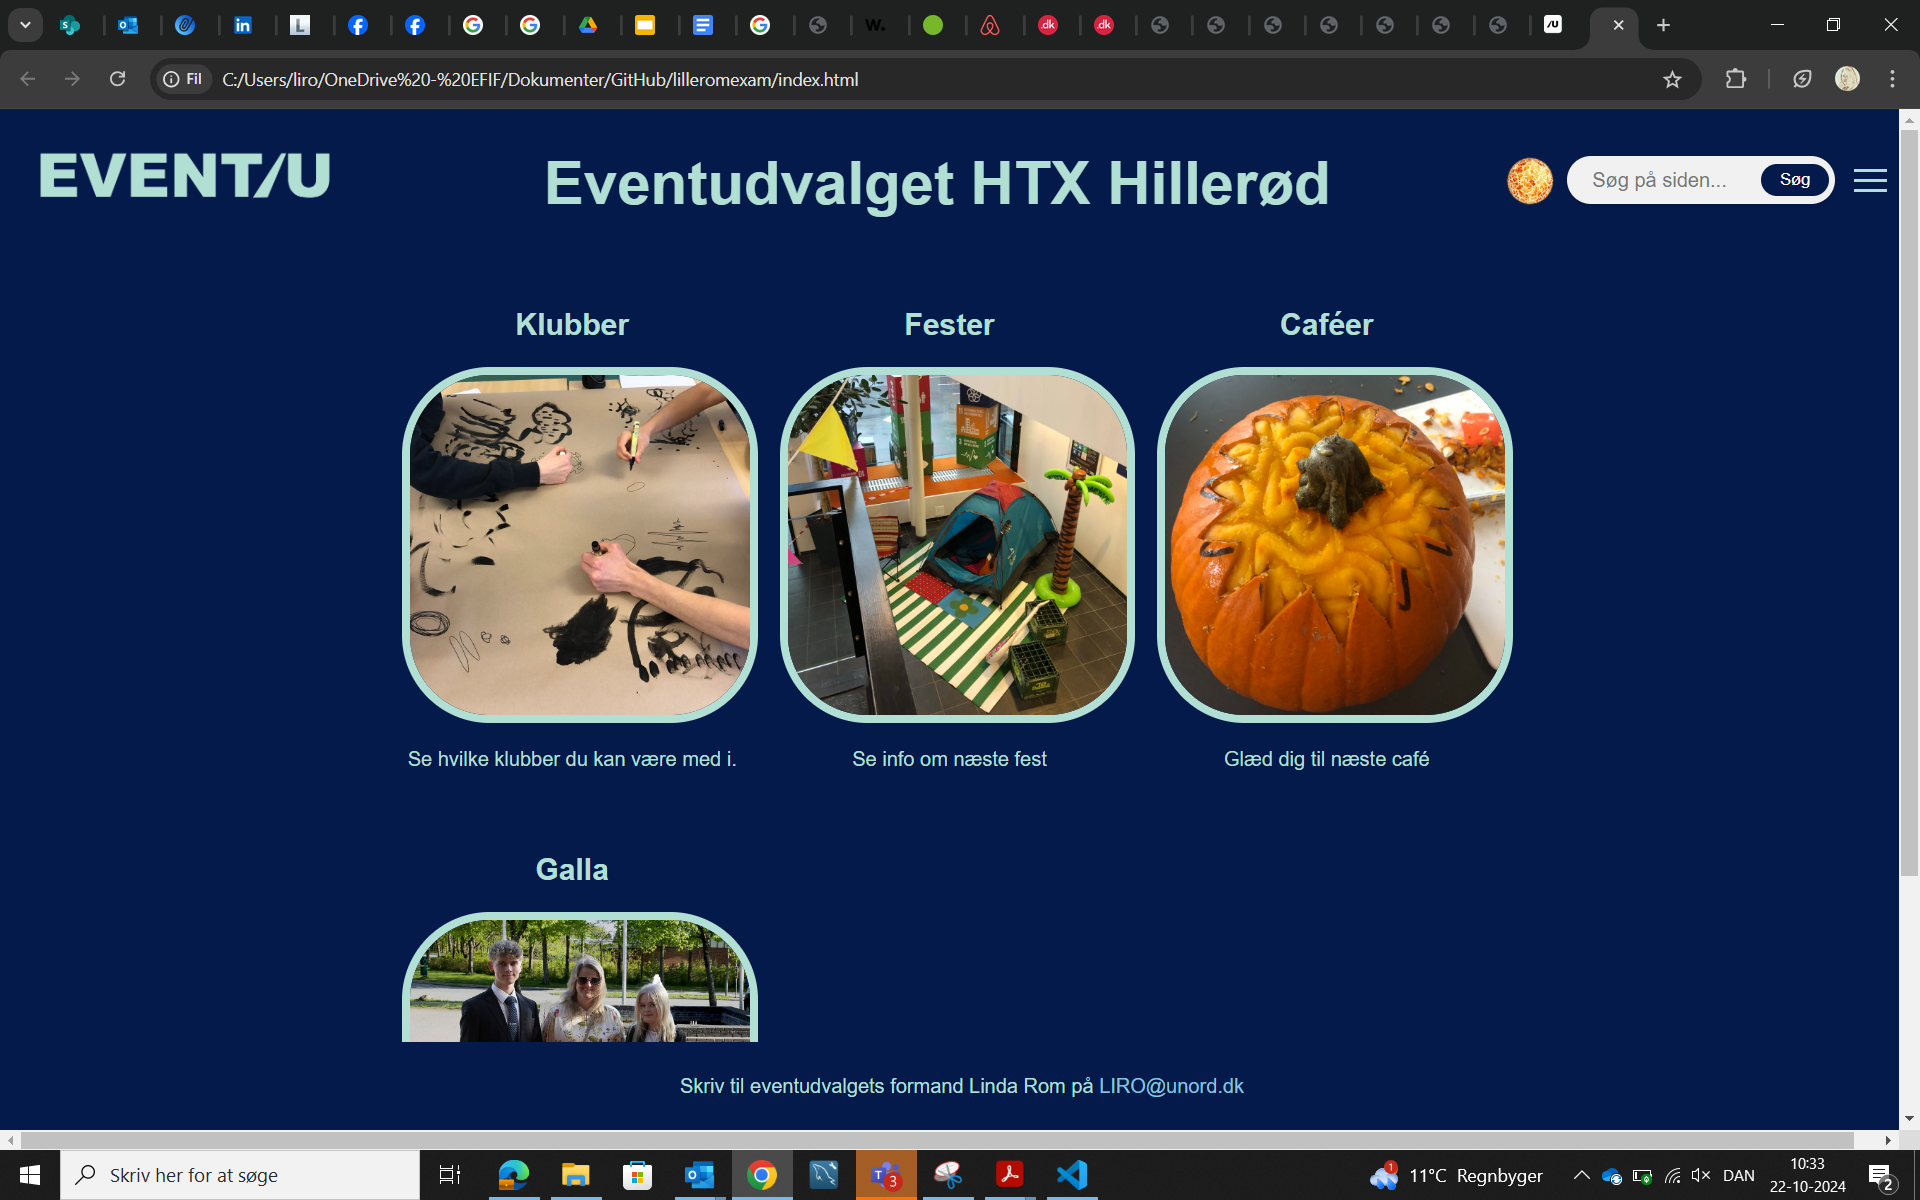 Fil
C:/Users/liro/OneDrive%20-%20EFIF/Dokumenter/GitHub/lilleromexam/index.html
EVENT/U
Eventudvalget HTX Hillerød
Søg på siden...
Søg
Klubber
Fester
Caféer
Se hvilke klubber du kan være med i.
Se info om næste fest
Glæd dig til næste café
Galla
Skriv til eventudvalgets formand Linda Rom på LIRO@unord.dk
Skriv her for at søge
3
1
11°C Regnbyger
DAN
10:33
22-10-2024
2